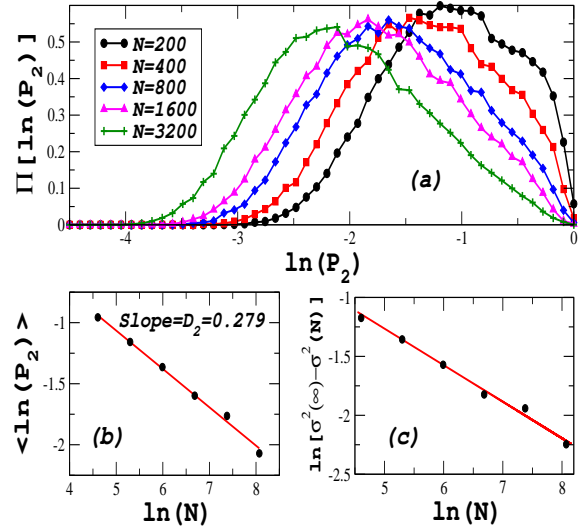 Π[ln(P2)]
0.5
0.4
0.3
0.2
0.1
0
N=200
N=400
N=800
N=1600
N=3200
(a)
-4 -3 -2 -1 0
ln(P2)
<ln(P2)>
-1
-1.5
-2
Slope=D2=0.279
(b)
4 5 6 7 8
ln(N)
ln[σ2(∞)-σ2(N)]
-1
-1.5
-2
-2.5
(c)
5 6 7 8
ln(N)